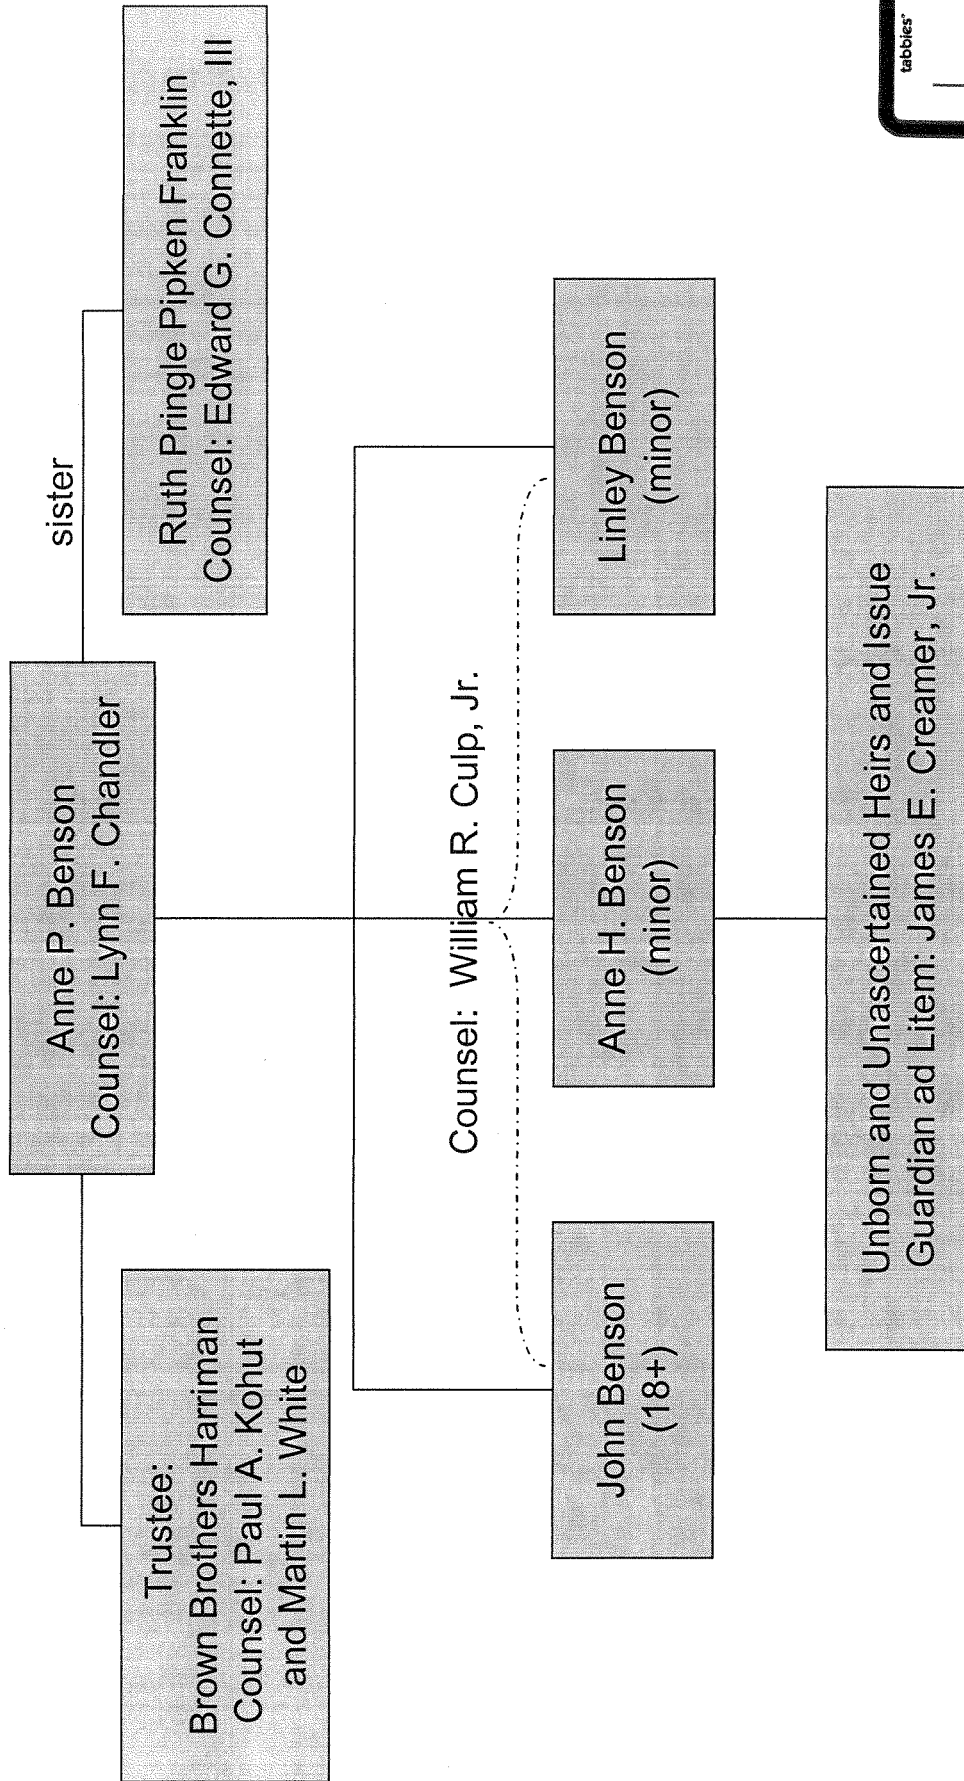 Anne P. Benson
Counsel: Lynn F. Chandler
sister
Trustee:
Brown Brothers Harriman
Counsel: Paul A. Kohut
and Martin L. White
Ruth Pringle Pipken Franklin
Counsel: Edward G. Connette, III
Counsel: William R. Culp, Jr.
John Benson
(18+)
Anne H. Benson
(minor)
Linley Benson
(minor)
Unborn and Unascertained Heirs and Issue
Guardian ad Litem: James E. Creamer, Jr.
tabbies®